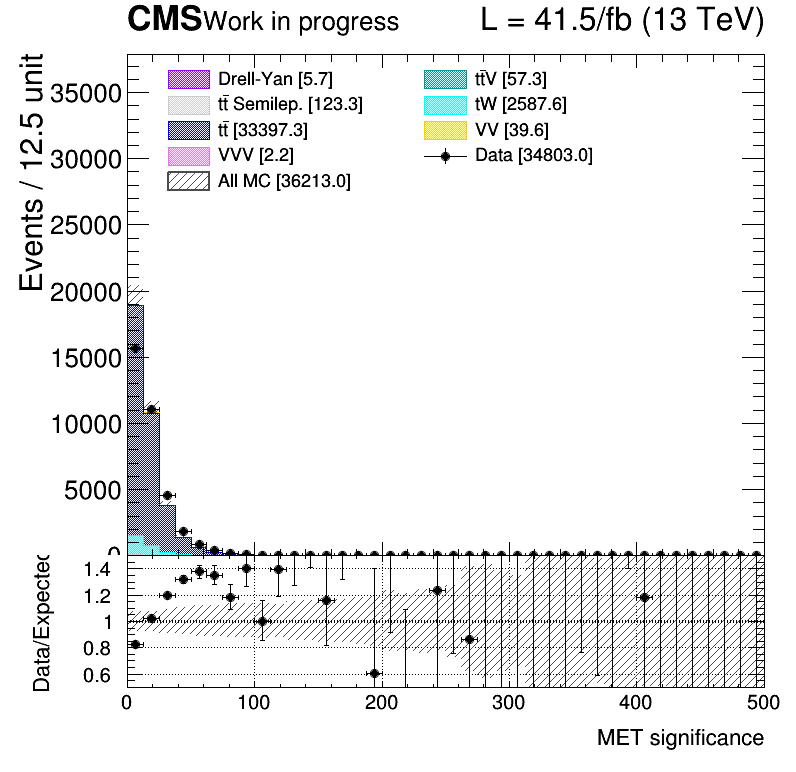 CMS Work in progress L = 41.5/fb (13 TeV)
Events / 12.5 unit
Drell-Yan [5.7]
tt̄V [57.3]
tt̄ Semilep. [123.3]
tW [2587.6]
tt̄ [33397.3]
VV [39.6]
VVV [2.2]
Data [34803.0]
All MC [36213.0]
35000
30000
25000
20000
15000
10000
5000
0
Data/Expected
1.4
1.2
1
0.8
0.6
0 100 200 300 400 500
MET significance